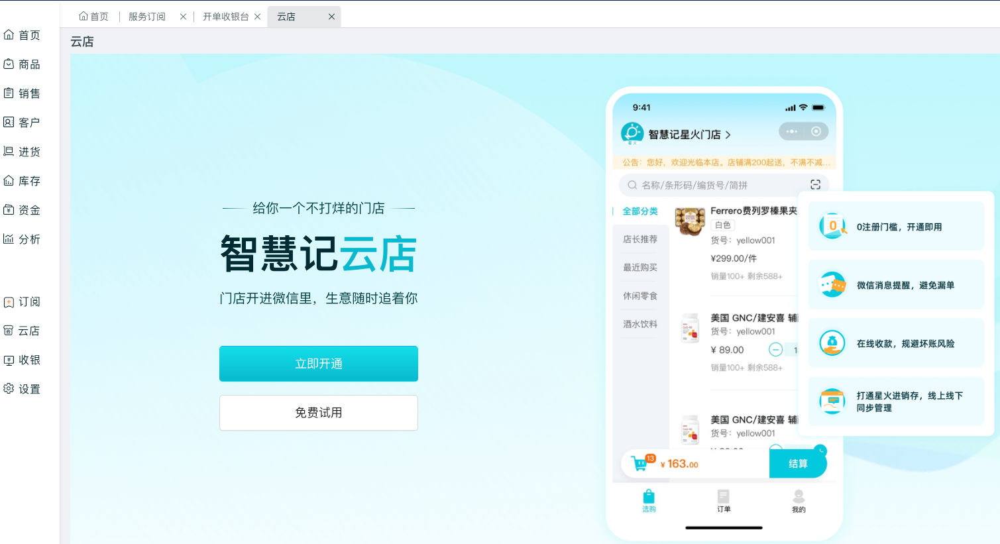 首页
服务订阅
开单收银台
云店
首页
商品
销售
客户
进货
库存
资金
分析
订阅
云店
收银
设置
云店
给你一个不打烊的门店
智慧记云店
门店开进微信里，生意随时追着你
立即开通
免费试用
9:41
智慧记星火门店
公告：您好，欢迎光临本店。店铺满200起送，不满不减...
名称/条形码/编货号/简拼
全部分类
店长推荐
最近购买
休闲零食
酒水饮料
Ferrero费列罗榛果夹
白色
货号：yellow001
¥299.00/件
销量100+ 剩余588+
美国 GNC/建安喜 辅
货号：yellow001
¥ 89.00
销量100+ 剩余588+
美国 GNC/建安喜 辅
货号：yellow001
13
¥ 163.00
结算
选购
订单
我的
0
0注册门槛，开通即用
微信消息提醒，避免漏单
在线收款，规避坏账风险
打通星火进销存，线上线下
同步管理